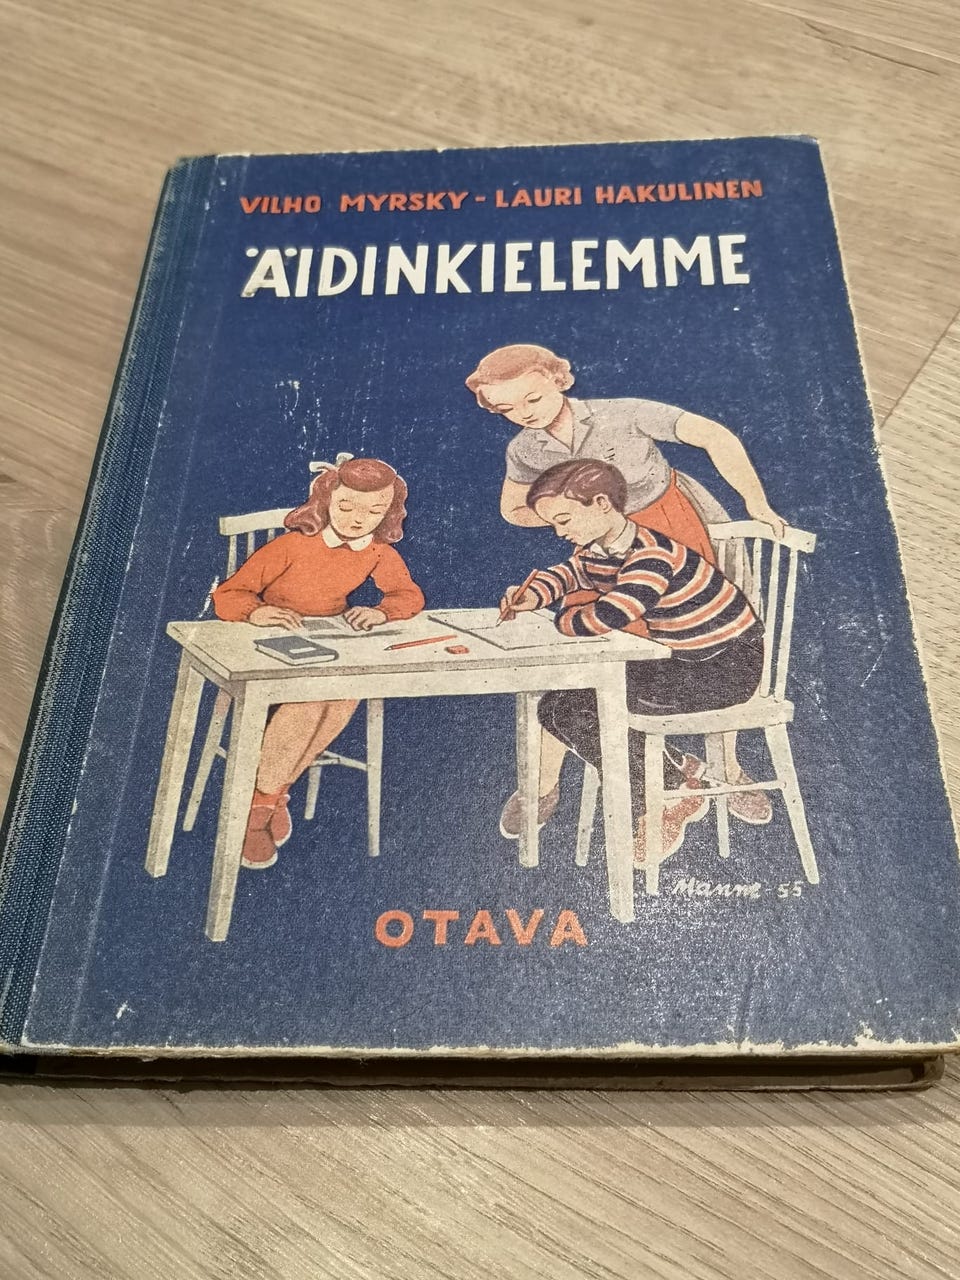 VILHO MYRSKY - LAURI HAKULINEN
ÄIDINKIELEMME
Manne - 55
OTAVA